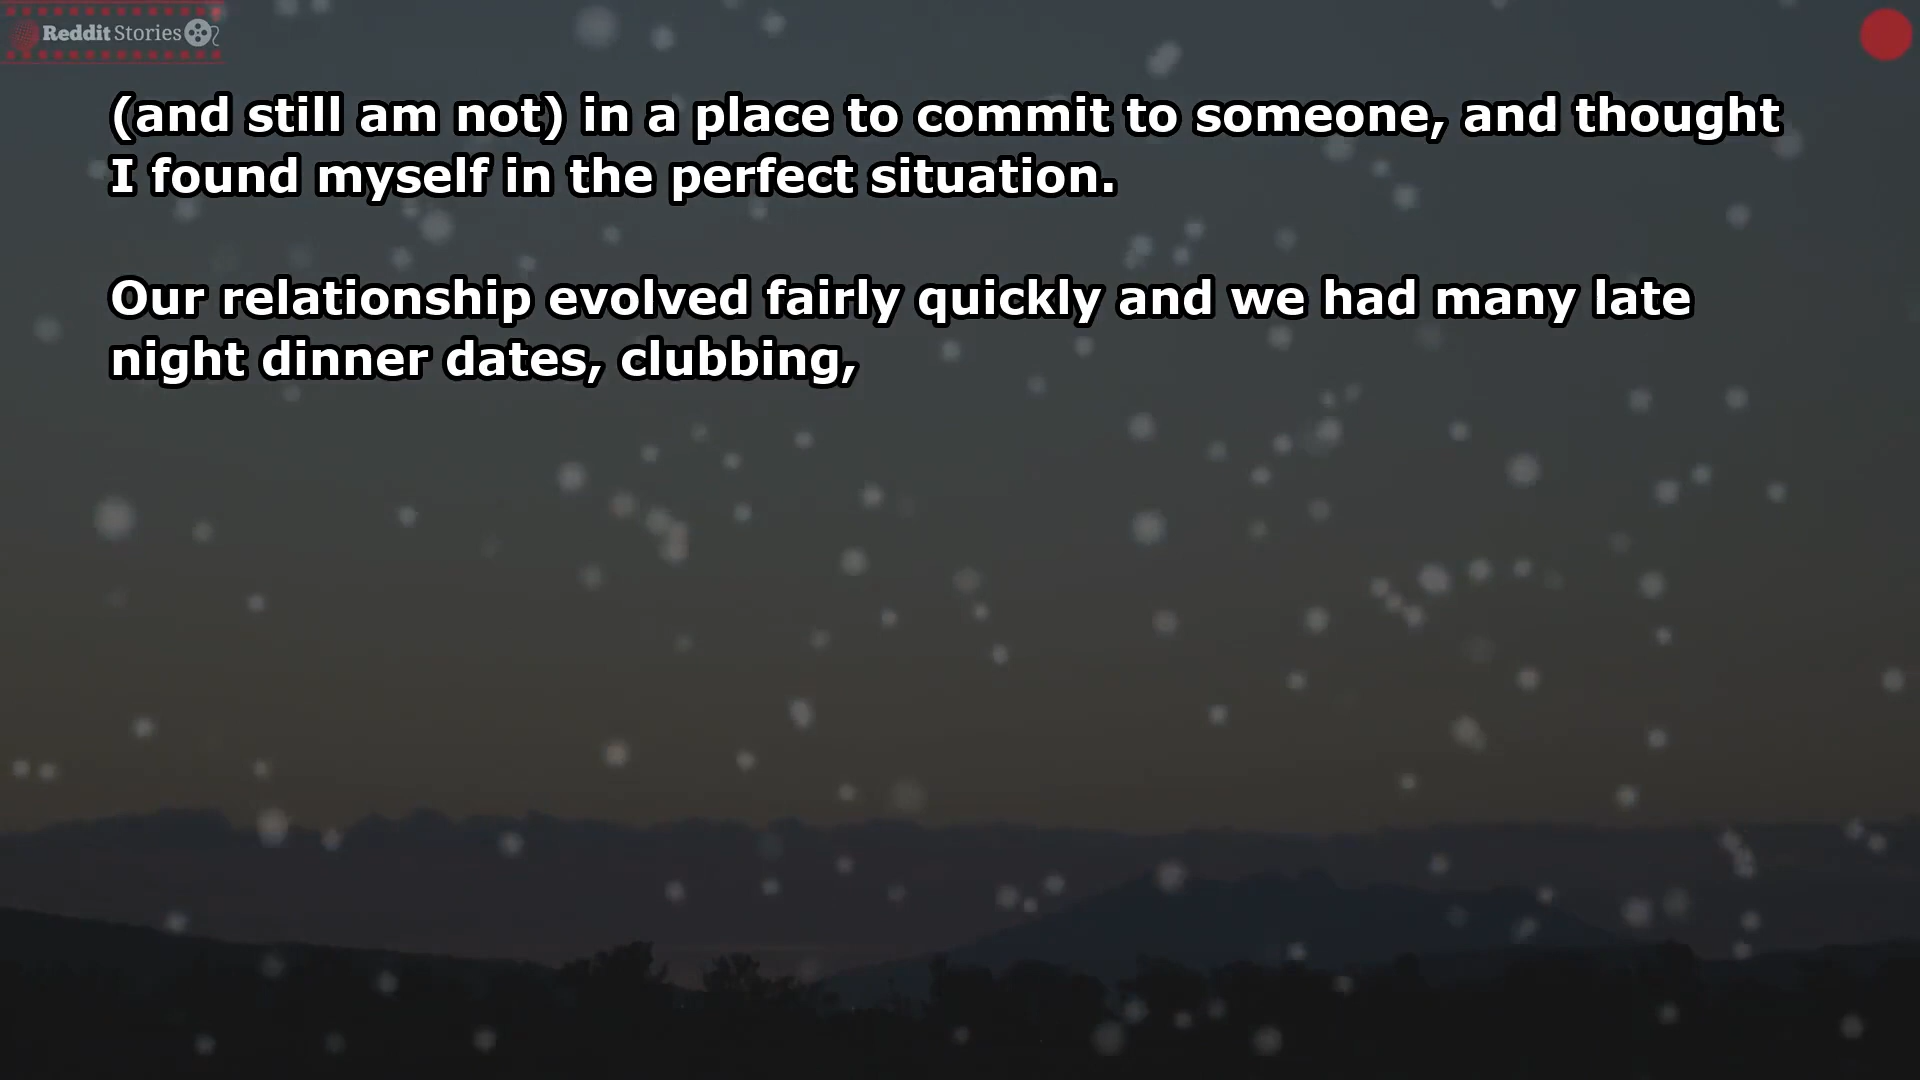 Reddit Stories
(and still am not) in a place to commit to someone, and thought
I found myself in the perfect situation.
Our relationship evolved fairly quickly and we had many late
night dinner dates, clubbing,